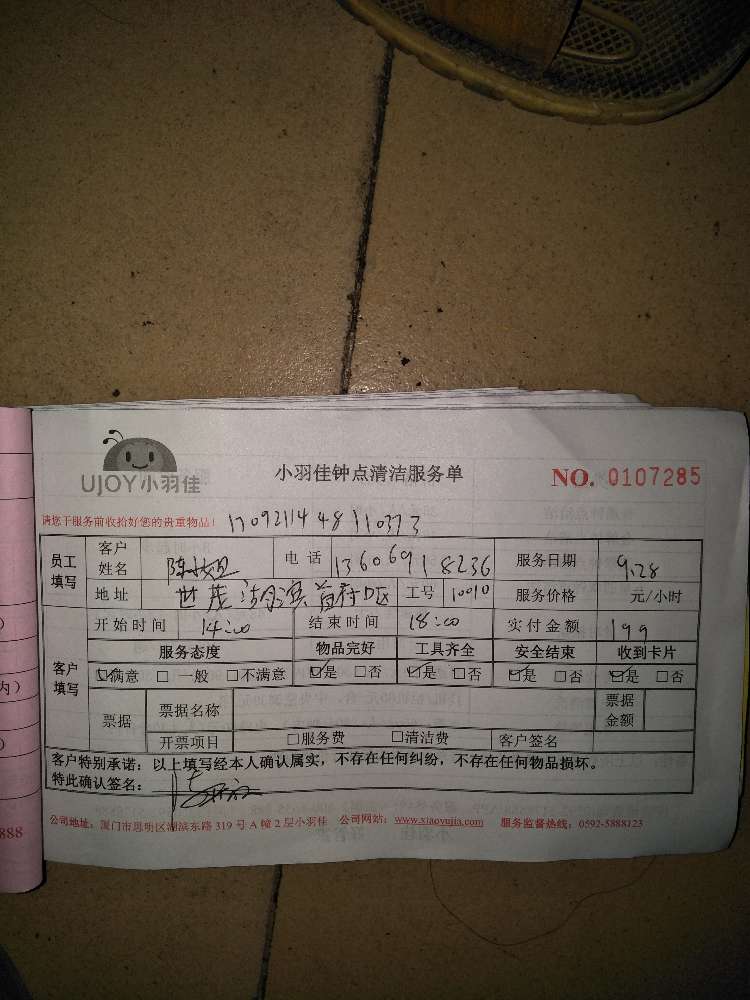 UJOY小羽佳 小羽佳钟点清洁服务单 NO. 0107285
请您于服务前收拾好您的贵重物品！
员工填写 客户姓名 陈 电话 13606918236 服务日期 9.28
地址 世茂 首府D区 工号 10010 服务价格 元/小时
开始时间 14:00 结束时间 18:00 实付金额 199
客户填写 服务态度 物品完好 工具齐全 安全结束 收到卡片
☑满意 □一般 □不满意 ☑是 □否 ☑是 □否 ☑是 □否 ☑是 □否
票据 票据名称 票据金额
开票项目 □服务费 □清洁费 客户签名
客户特别承诺：以上填写经本人确认属实，不存在任何纠纷，不存在任何物品损坏。
特此确认签名：
公司地址：厦门市思明区湖滨东路 319 号 A 幢 2 层小羽佳 公司网站：www.xiaoyujia.com 服务监督热线：0592-5888123
内）
888